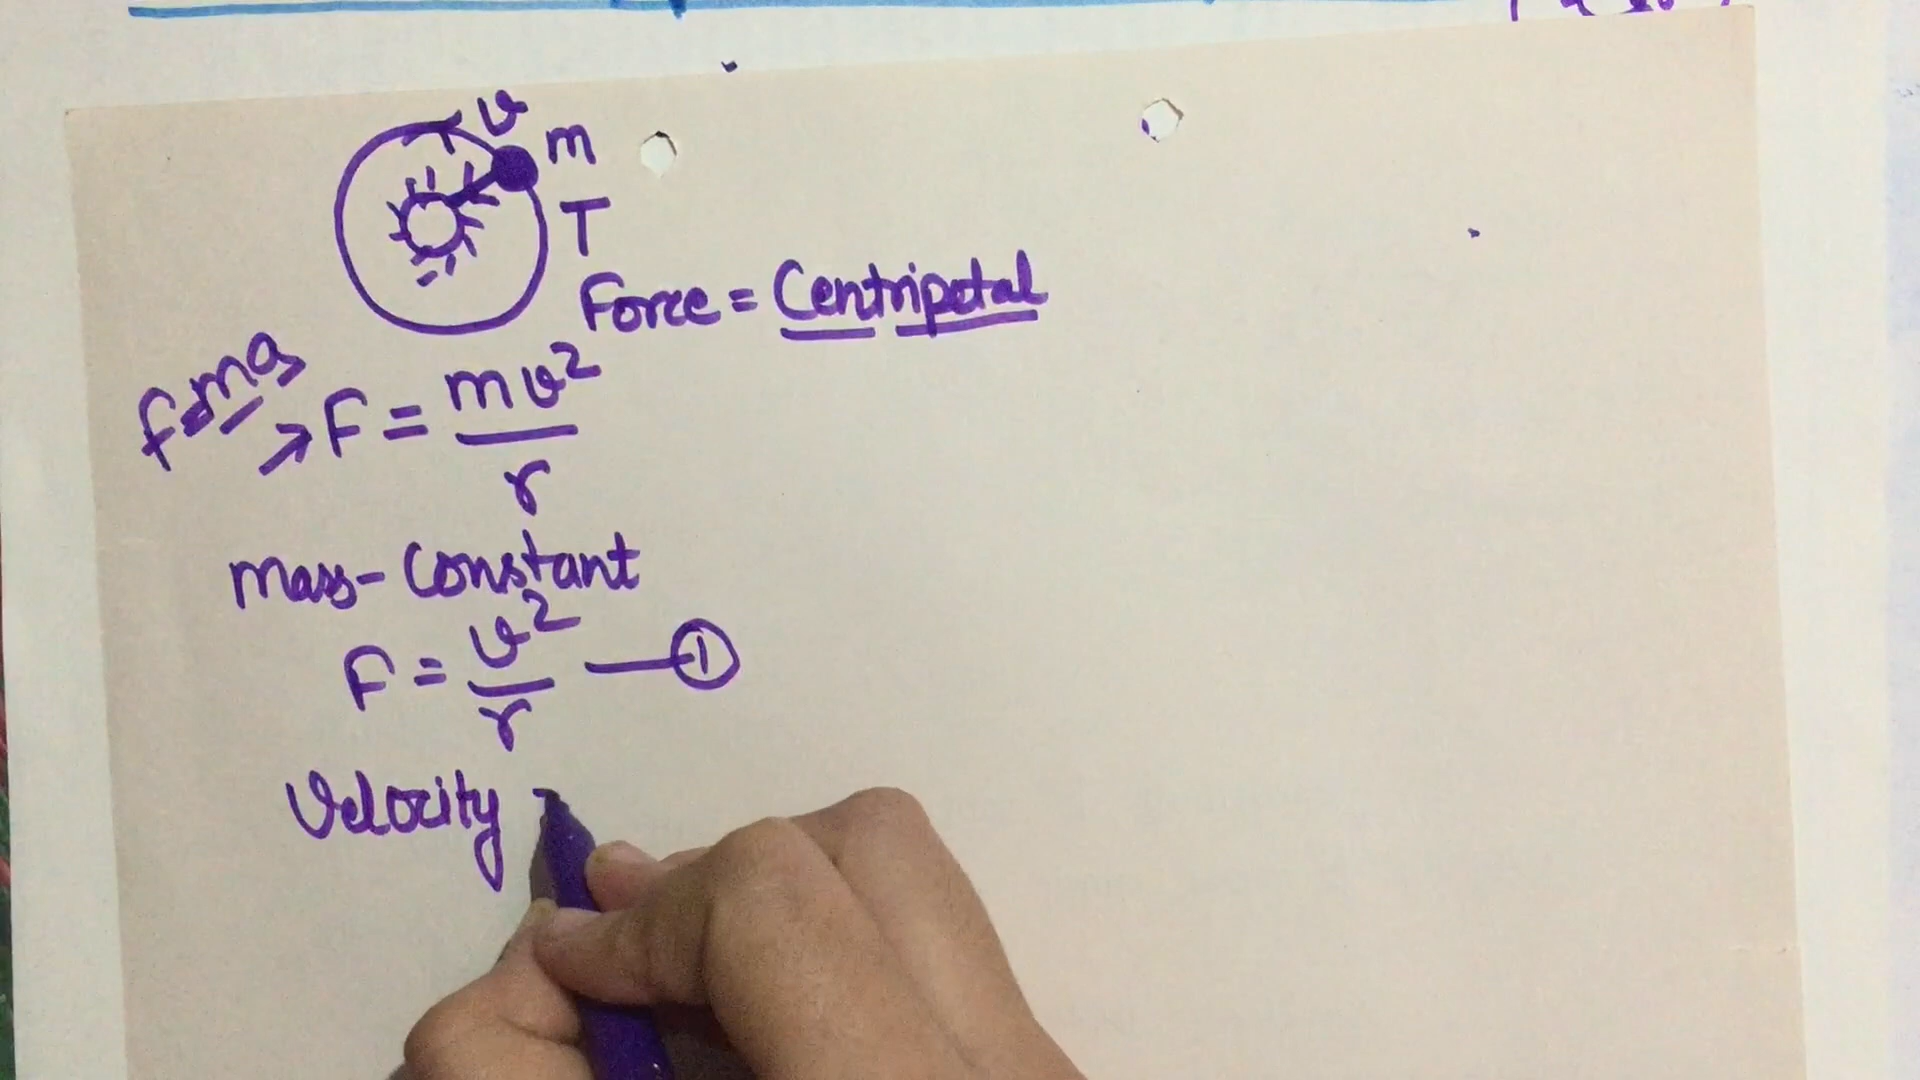 v
m
T
Force = Centripetal
f=ma
F = mv²/r
Mass - Constant
F = v²/r — ①
Velocity